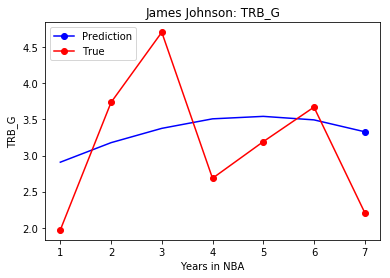 James Johnson: TRB_G
Prediction
True
4.5
4.0
3.5
3.0
2.5
2.0
TRB_G
1 2 3 4 5 6 7
Years in NBA